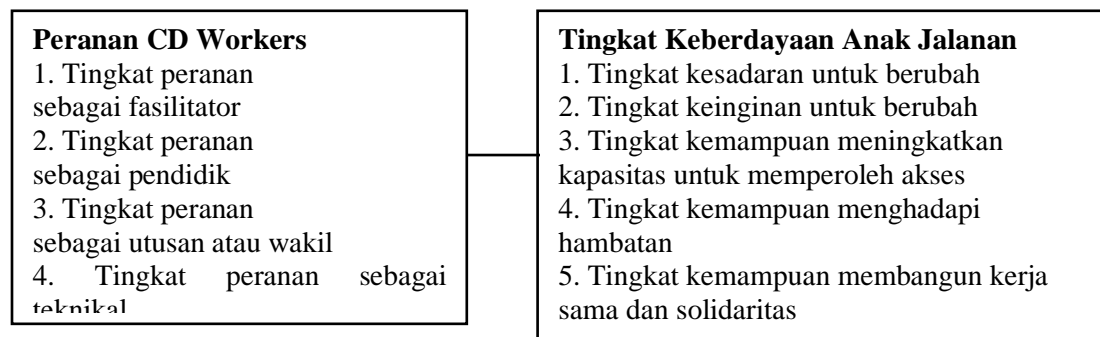 Peranan CD Workers
1. Tingkat peranan
sebagai fasilitator
2. Tingkat peranan
sebagai pendidik
3. Tingkat peranan
sebagai utusan atau wakil
4. Tingkat peranan sebagai
teknikal
Tingkat Keberdayaan Anak Jalanan
1. Tingkat kesadaran untuk berubah
2. Tingkat keinginan untuk berubah
3. Tingkat kemampuan meningkatkan
kapasitas untuk memperoleh akses
4. Tingkat kemampuan menghadapi
hambatan
5. Tingkat kemampuan membangun kerja
sama dan solidaritas